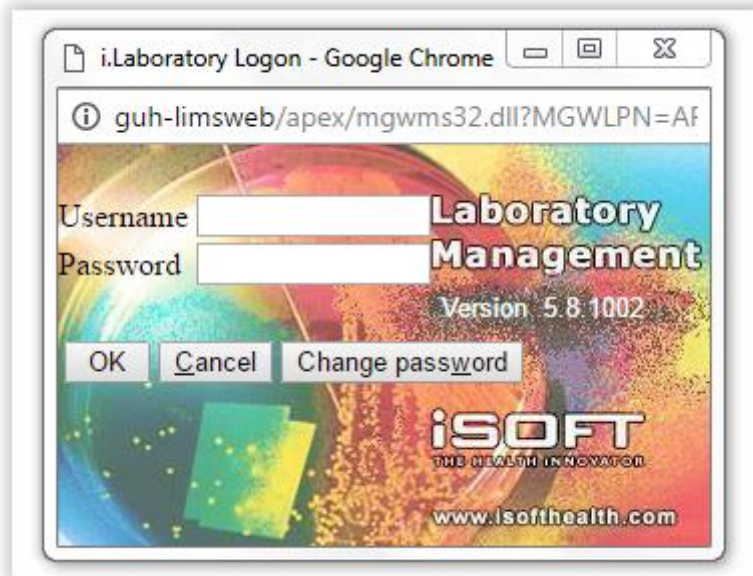 i.Laboratory Logon - Google Chrome
guh-limsweb/apex/mgwms32.dll?MGWLPN=AF
Username
Password
Laboratory
Management
Version 5.8.1002
OK Cancel Change password
iSOFT
THE HEALTH INNOVATOR
www.isofthealth.com